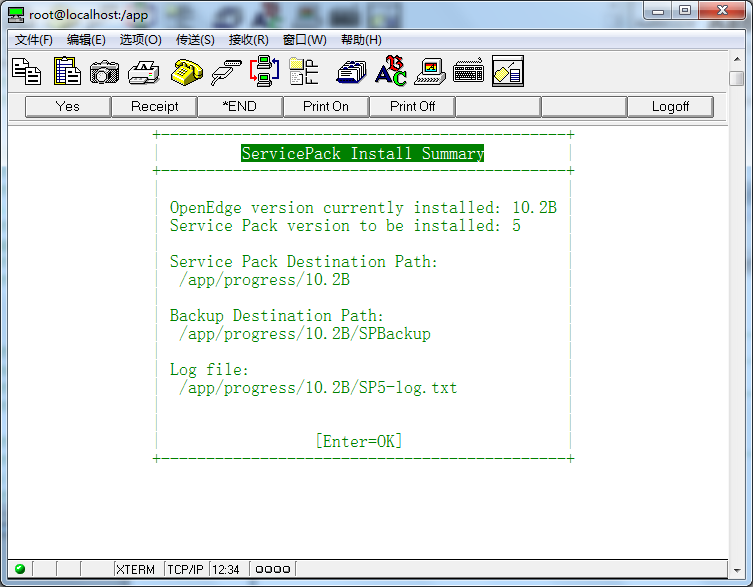 root@localhost:/app
文件(F) 编辑(E) 选项(O) 传送(S) 接收(R) 窗口(W) 帮助(H)
Yes Receipt *END Print On Print Off Logoff
ServicePack Install Summary
OpenEdge version currently installed: 10.2B
Service Pack version to be installed: 5
Service Pack Destination Path:
/app/progress/10.2B
Backup Destination Path:
/app/progress/10.2B/SPBackup
Log file:
/app/progress/10.2B/SP5-log.txt
[Enter=OK]
XTERM TCP/IP 12:34